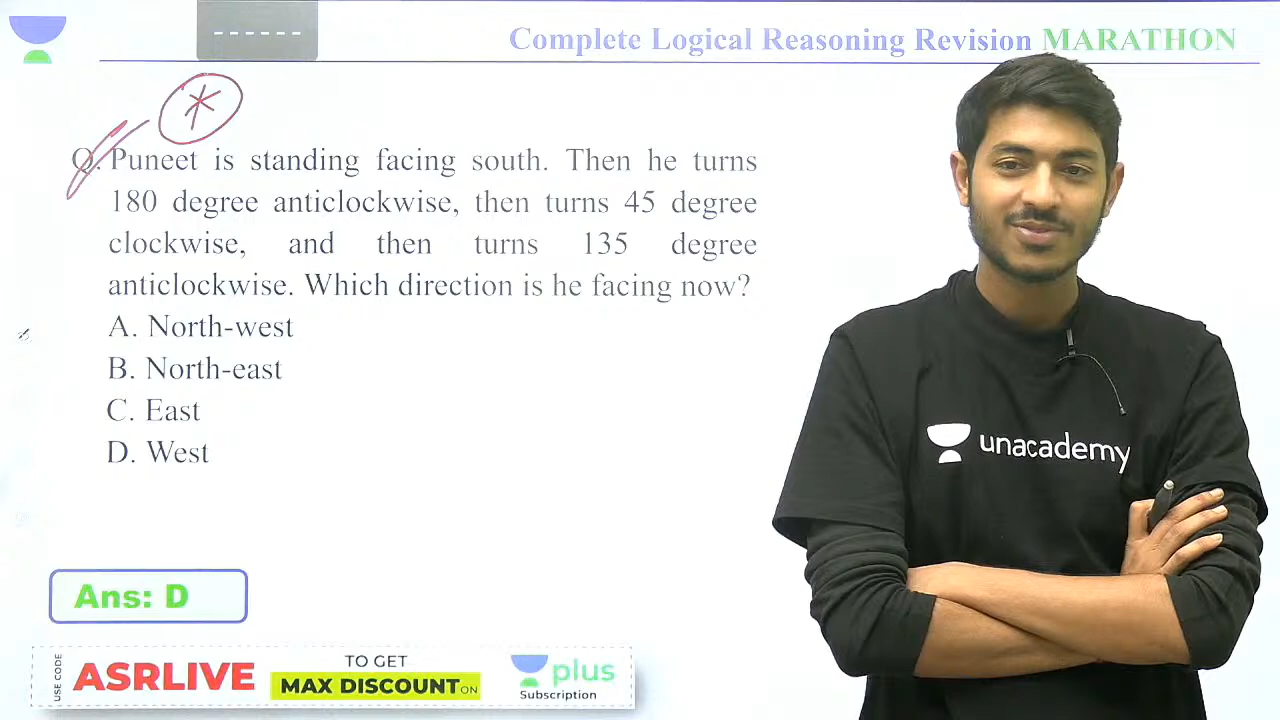 Complete Logical Reasoning Revision MARATHON
Q. Puneet is standing facing south. Then he turns
180 degree anticlockwise, then turns 45 degree
clockwise, and then turns 135 degree
anticlockwise. Which direction is he facing now?
A. North-west
B. North-east
C. East
D. West
unacademy
Ans: D
USE CODE
ASRLIVE
TO GET
MAX DISCOUNT ON
plus
Subscription